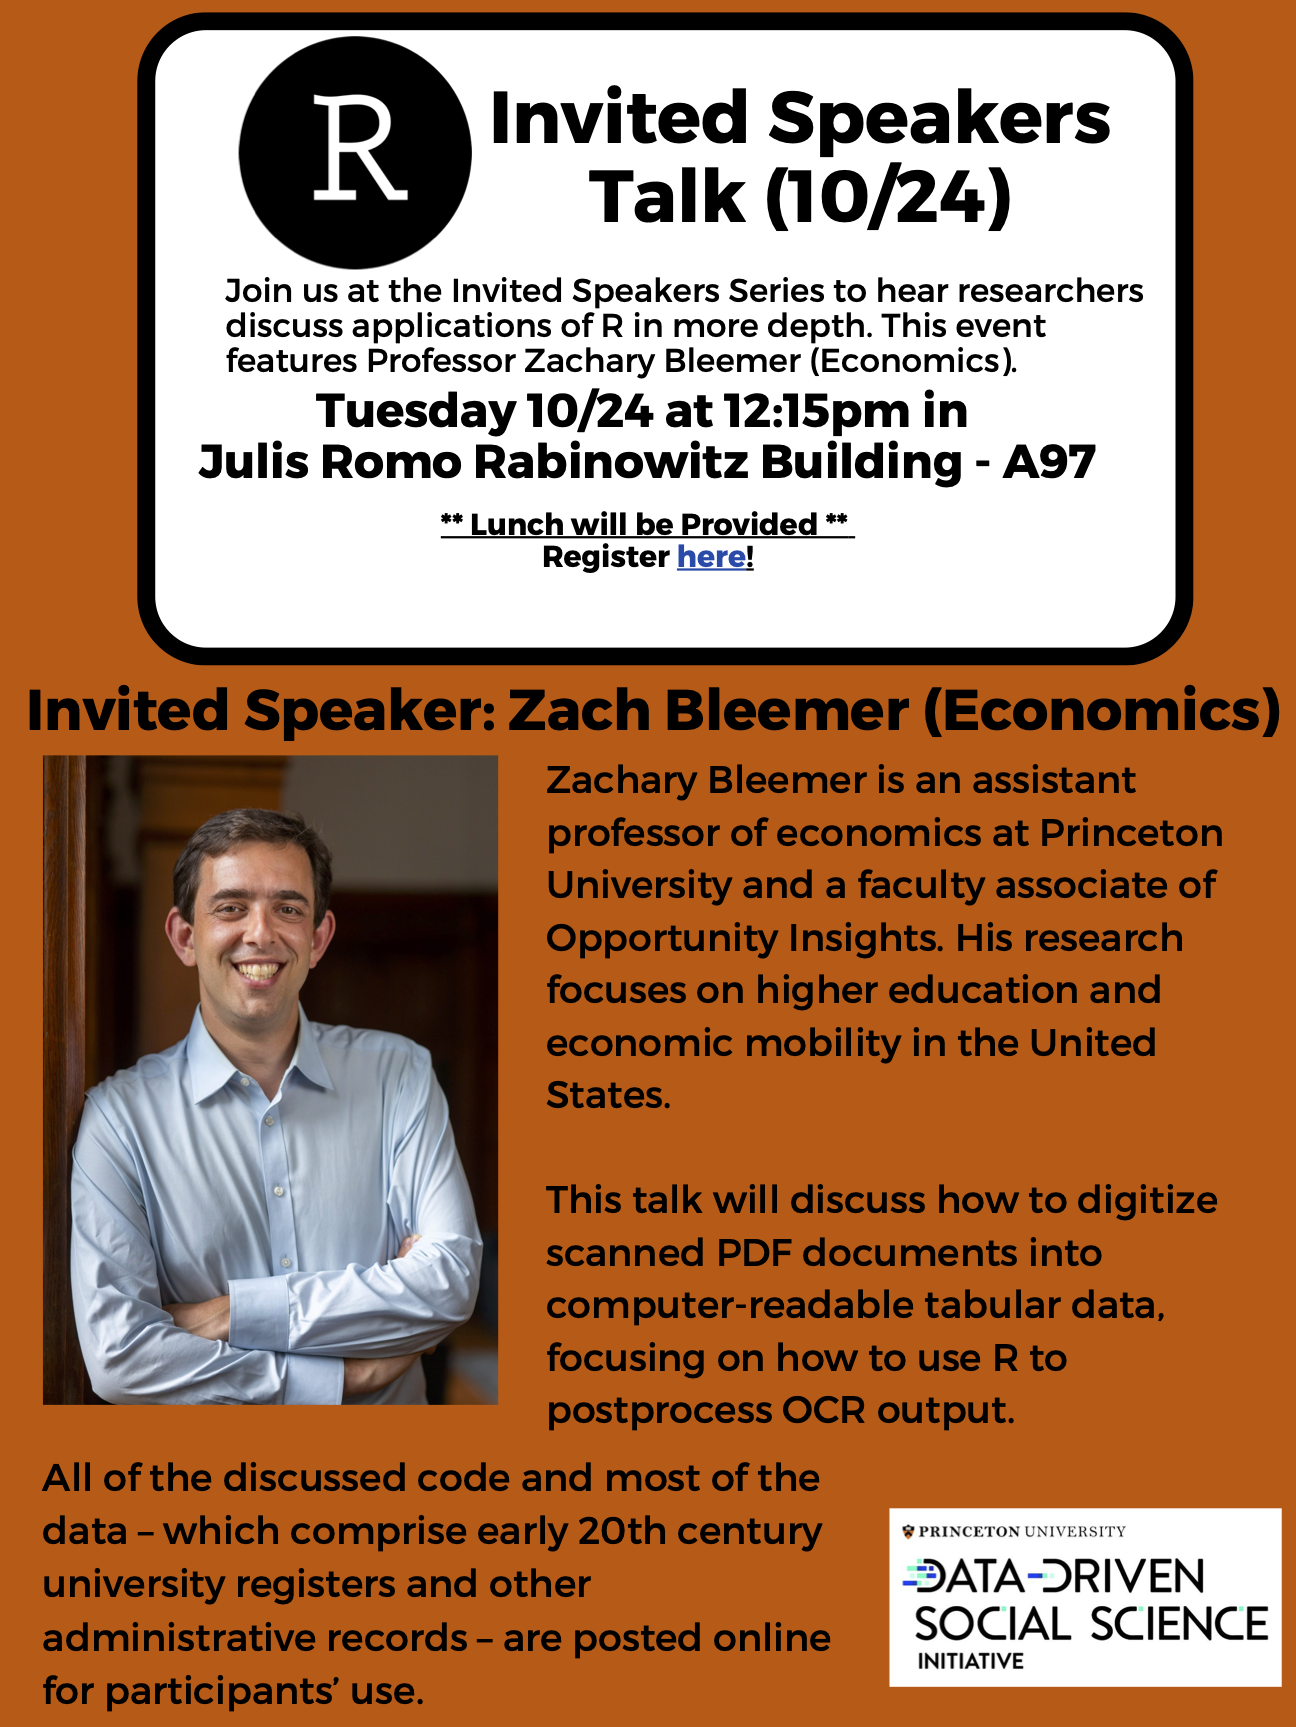 R
Invited Speakers
Talk (10/24)
Join us at the Invited Speakers Series to hear researchers
discuss applications of R in more depth. This event
features Professor Zachary Bleemer (Economics).
Tuesday 10/24 at 12:15pm in
Julis Romo Rabinowitz Building - A97
** Lunch will be Provided **
Register here!
Invited Speaker: Zach Bleemer (Economics)
Zachary Bleemer is an assistant
professor of economics at Princeton
University and a faculty associate of
Opportunity Insights. His research
focuses on higher education and
economic mobility in the United
States.
This talk will discuss how to digitize
scanned PDF documents into
computer-readable tabular data,
focusing on how to use R to
postprocess OCR output.
All of the discussed code and most of the
data – which comprise early 20th century
university registers and other
administrative records – are posted online
for participants’ use.
PRINCETON UNIVERSITY
DATA-DRIVEN
SOCIAL SCIENCE
INITIATIVE